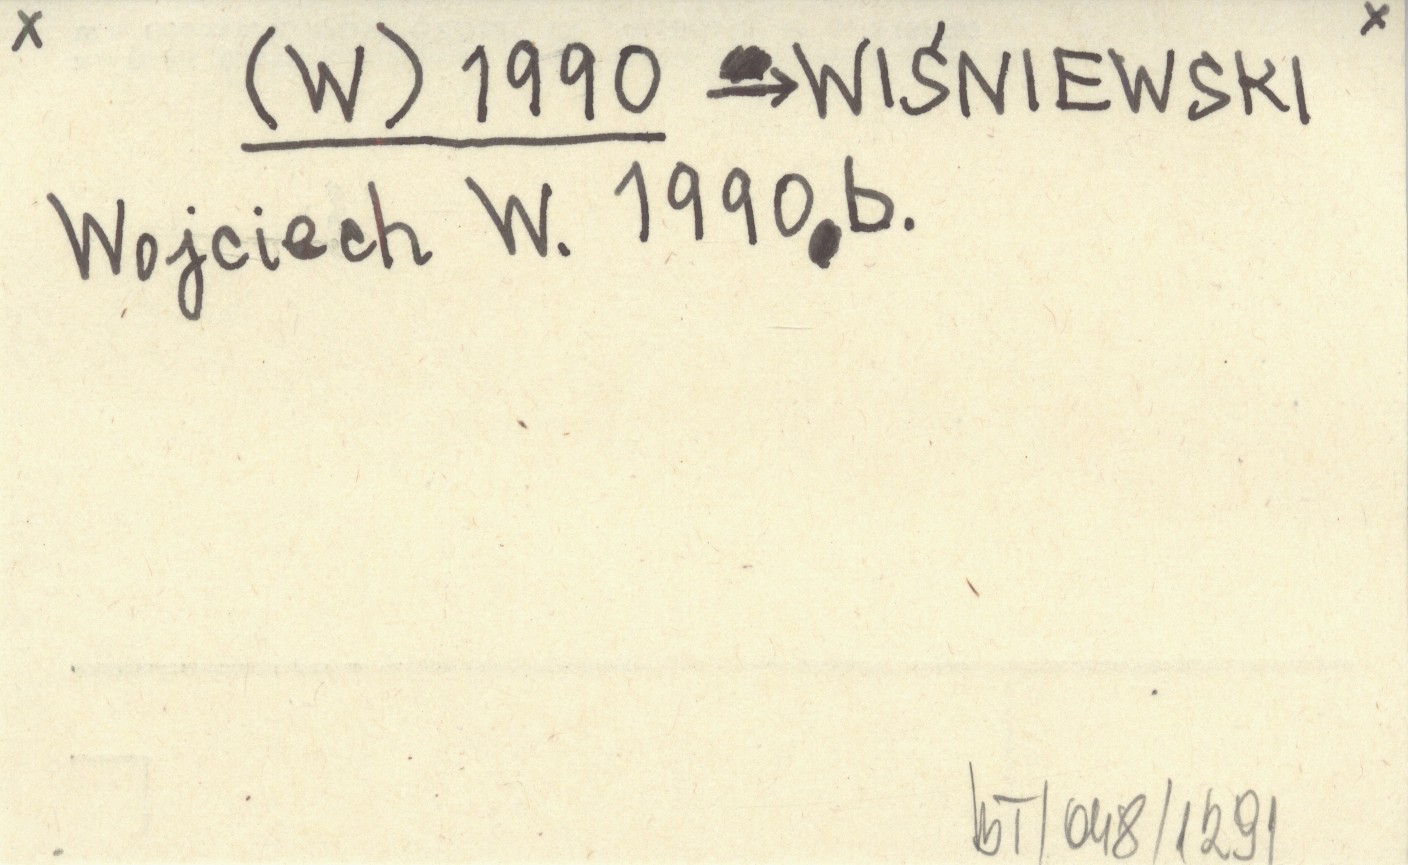 x x
(W) 1990 → WIŚNIEWSKI
Wojciech W. 1990.b.
bT/048/1291